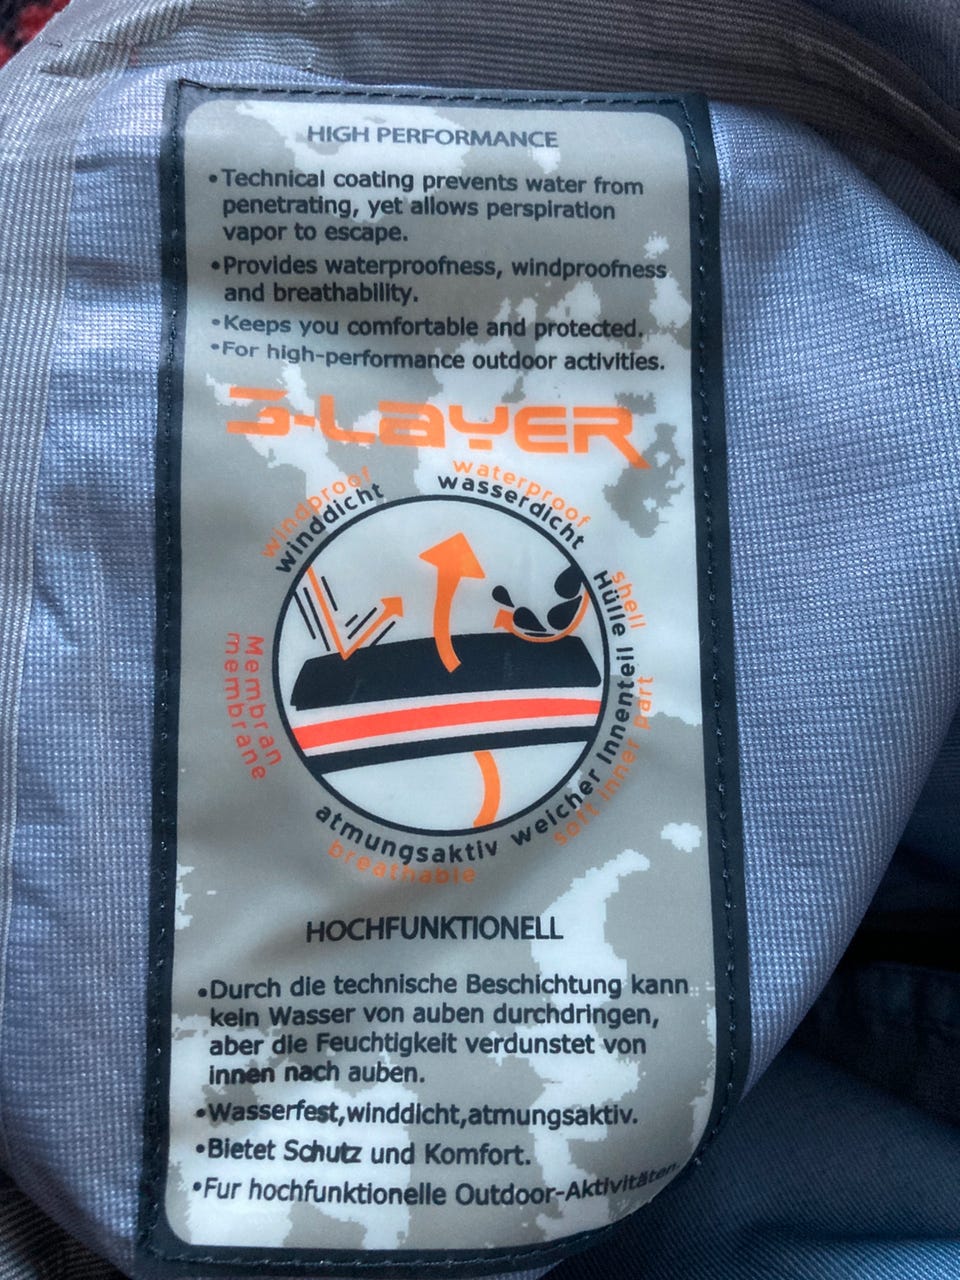 HIGH PERFORMANCE
•Technical coating prevents water from
penetrating, yet allows perspiration
vapor to escape.
•Provides waterproofness, windproofness
and breathability.
•Keeps you comfortable and protected.
•For high-performance outdoor activities.
3-LAYER
windproof
winddicht
waterproof
wasserdicht
shell
Hülle
Membran
membrane
weicher Innenteil
soft inner part
atmungsaktiv
breathable
HOCHFUNKTIONELL
•Durch die technische Beschichtung kann
kein Wasser von auben durchdringen,
aber die Feuchtigkeit verdunstet von
innen nach auben.
•Wasserfest,winddicht,atmungsaktiv.
•Bietet Schutz und Komfort.
•Fur hochfunktionelle Outdoor-Aktivitäten.